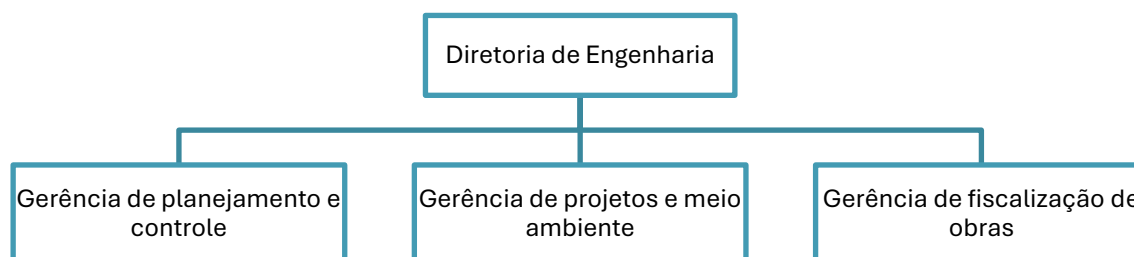 Diretoria de Engenharia
Gerência de planejamento e
controle
Gerência de projetos e meio
ambiente
Gerência de fiscalização de
obras